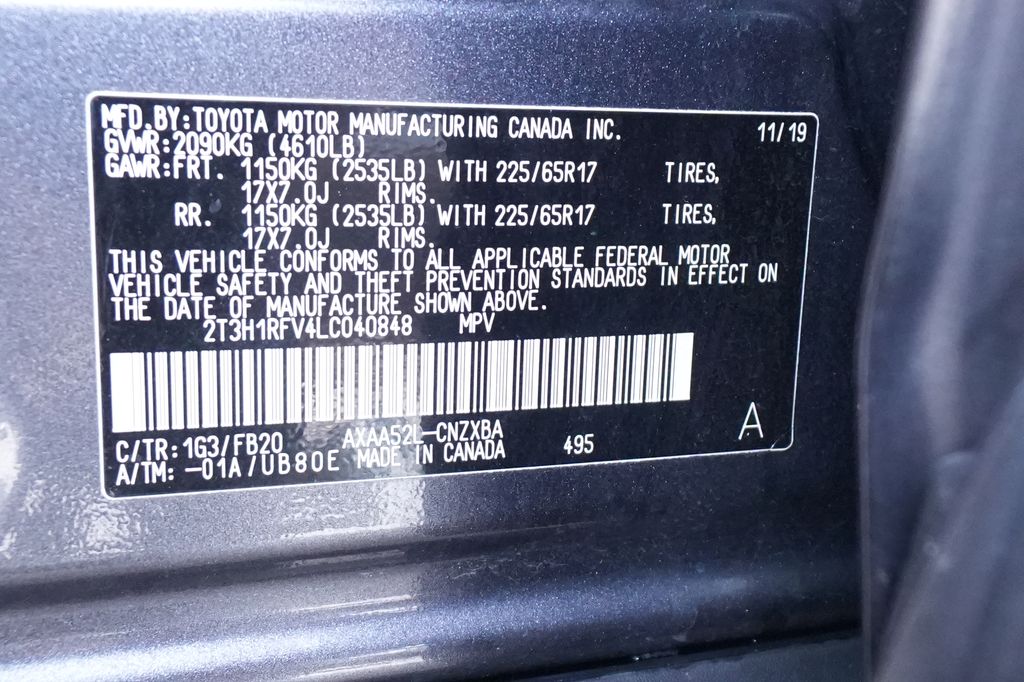 MFD.BY:TOYOTA MOTOR MANUFACTURING CANADA INC. 11/19
GVWR:2090KG (4610LB)
GAWR:FRT. 1150KG (2535LB) WITH 225/65R17 TIRES,
17X7.0J RIMS.
RR. 1150KG (2535LB) WITH 225/65R17 TIRES,
17X7.0J RIMS.
THIS VEHICLE CONFORMS TO ALL APPLICABLE FEDERAL MOTOR
VEHICLE SAFETY AND THEFT PREVENTION STANDARDS IN EFFECT ON
THE DATE OF MANUFACTURE SHOWN ABOVE.
2T3H1RFV4LC040848 MPV
C/TR:1G3/FB20 AXAA52L-CNZXBA 495 A
A/TM:-01A/UB80E MADE IN CANADA